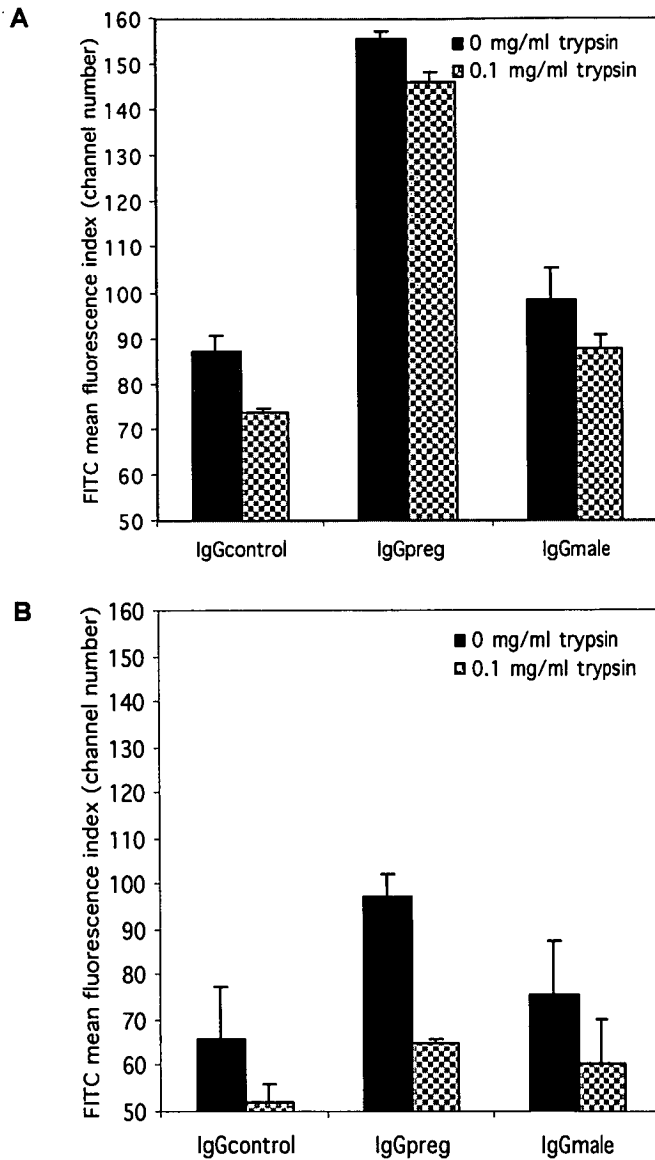 A
FITC mean fluorescence index (channel number)
160
150
140
130
120
110
100
90
80
70
60
50
0 mg/ml trypsin
0.1 mg/ml trypsin
IgGcontrol
IgGpreg
IgGmale
B
FITC mean fluorescence index (channel number)
160
150
140
130
120
110
100
90
80
70
60
50
0 mg/ml trypsin
0.1 mg/ml trypsin
IgGcontrol
IgGpreg
IgGmale